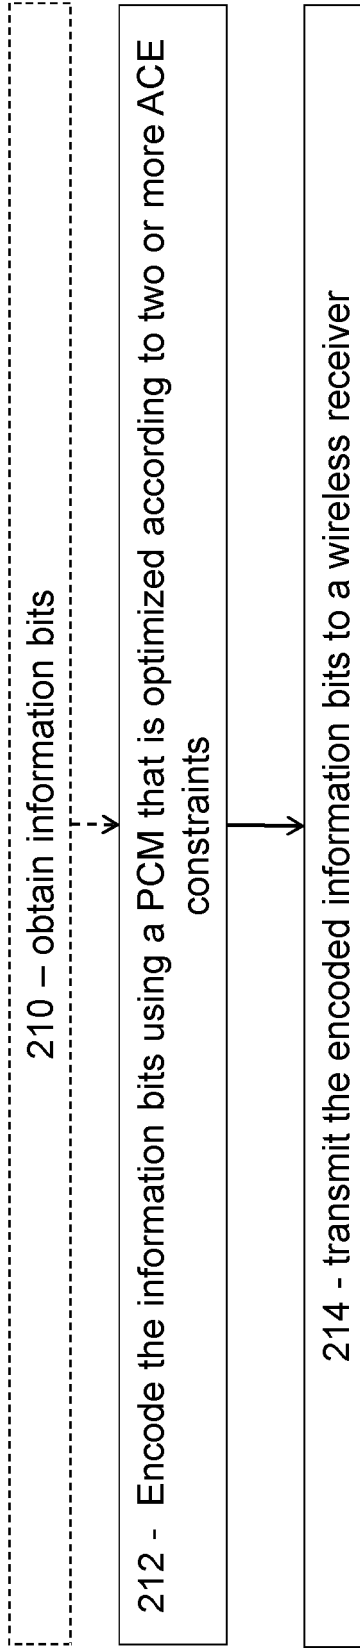 210 – obtain information bits
212 - Encode the information bits using a PCM that is optimized according to two or more ACE
constraints
214 - transmit the encoded information bits to a wireless receiver